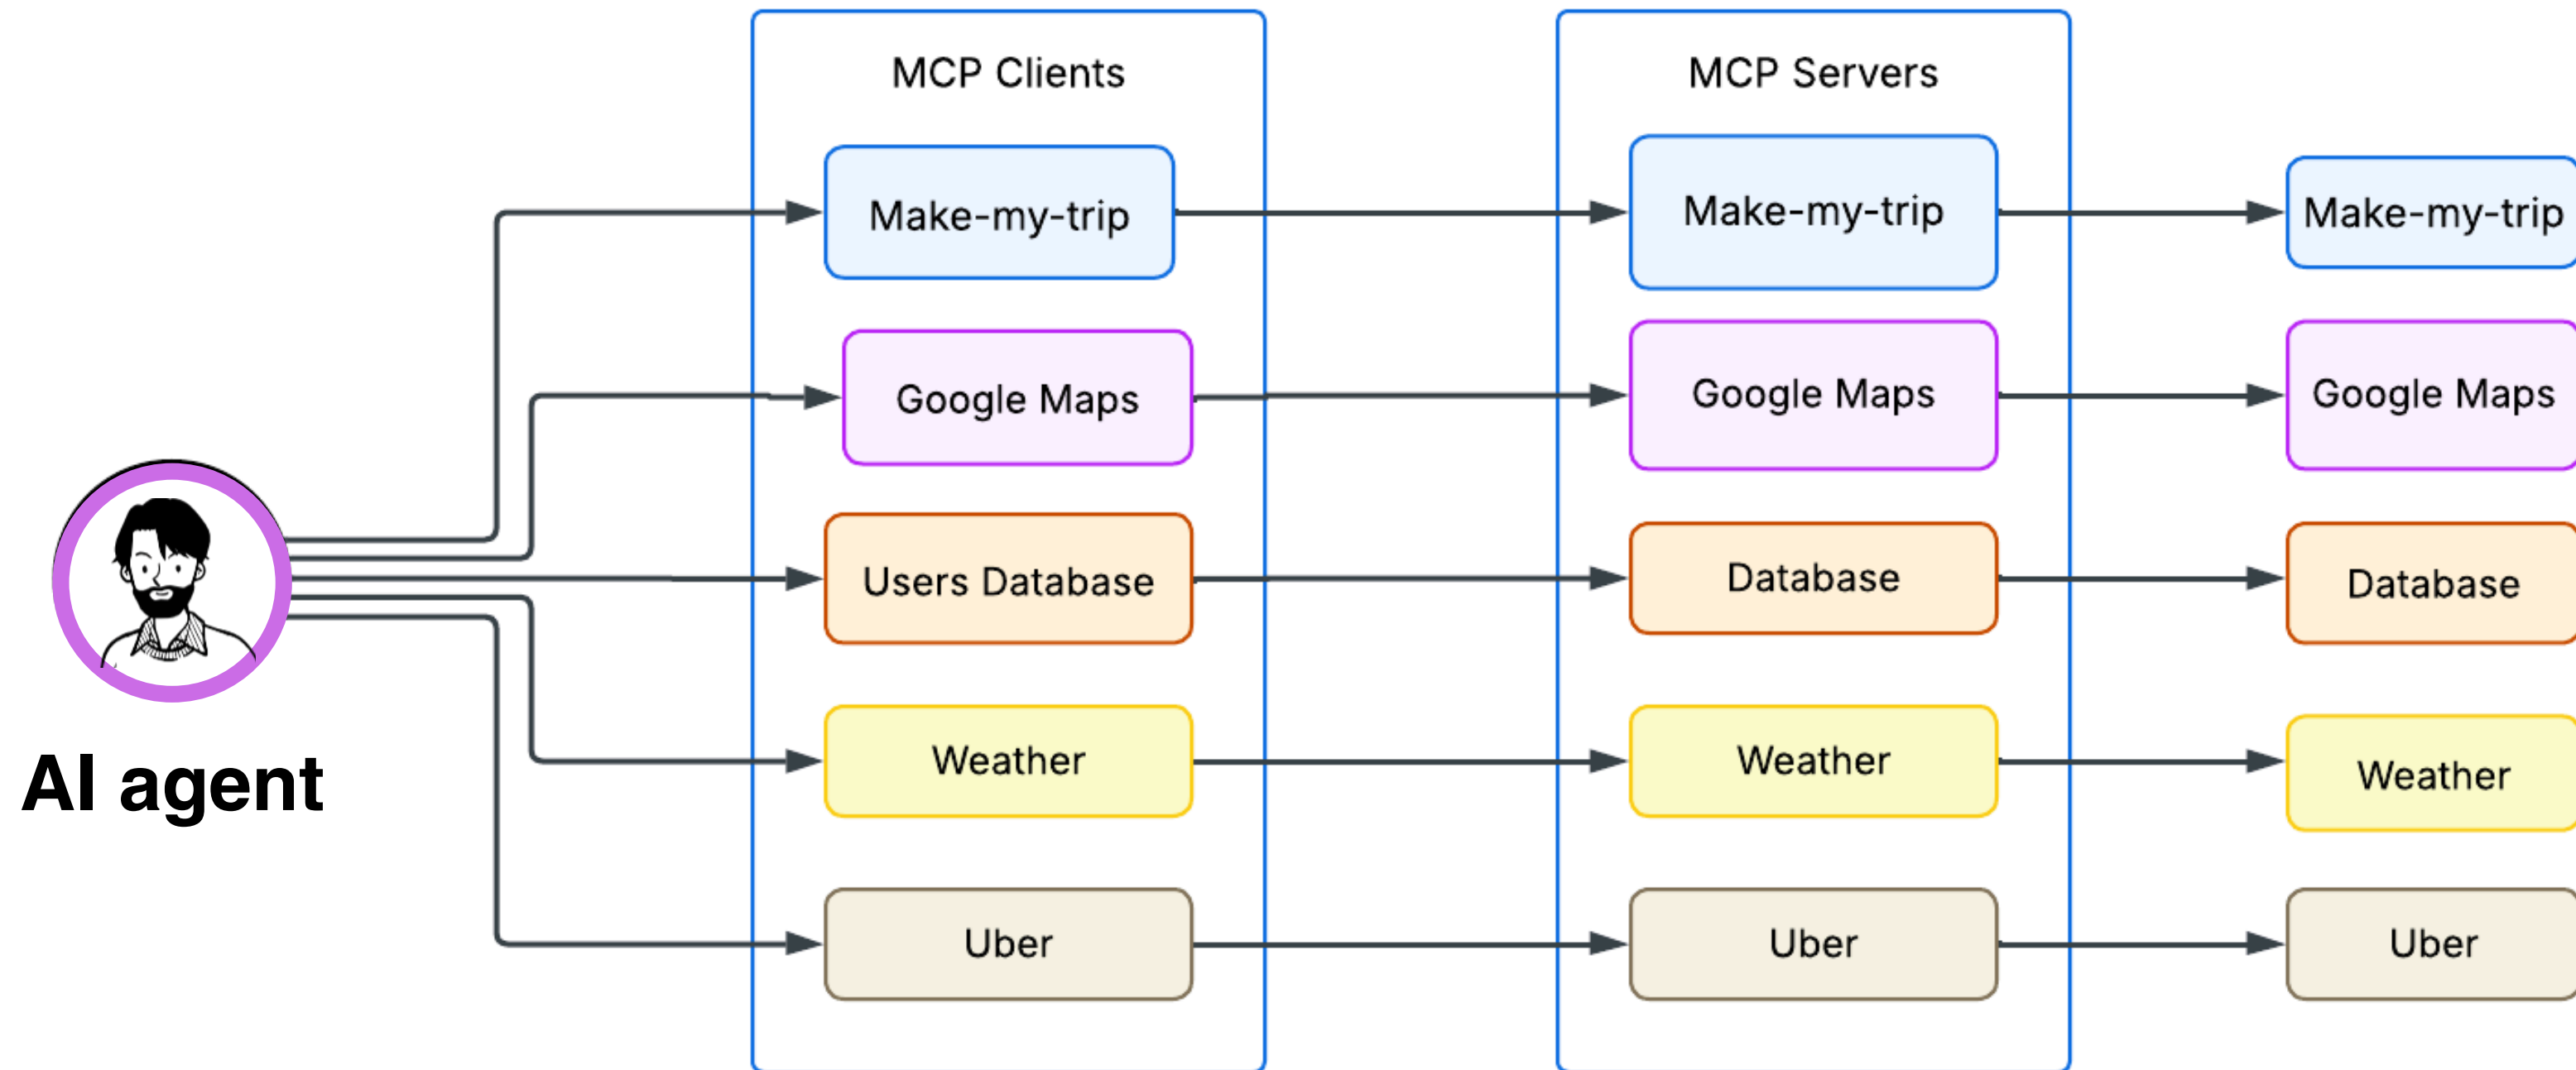 MCP Clients
MCP Servers
Make-my-trip
Make-my-trip
Make-my-trip
Google Maps
Google Maps
Google Maps
Users Database
Database
Database
Weather
Weather
Weather
AI agent
Uber
Uber
Uber